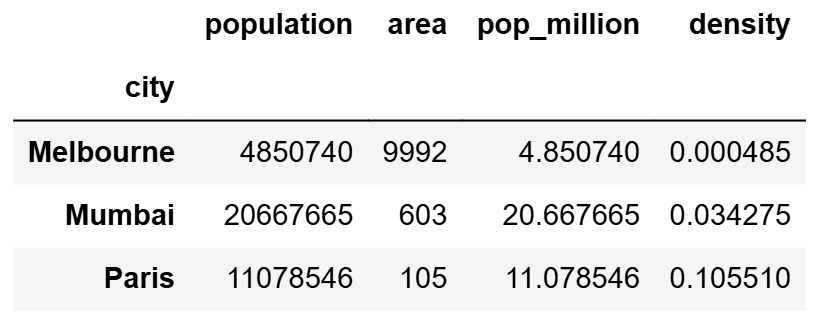 population area pop_million density
city
Melbourne 4850740 9992 4.850740 0.000485
Mumbai 20667665 603 20.667665 0.034275
Paris 11078546 105 11.078546 0.105510